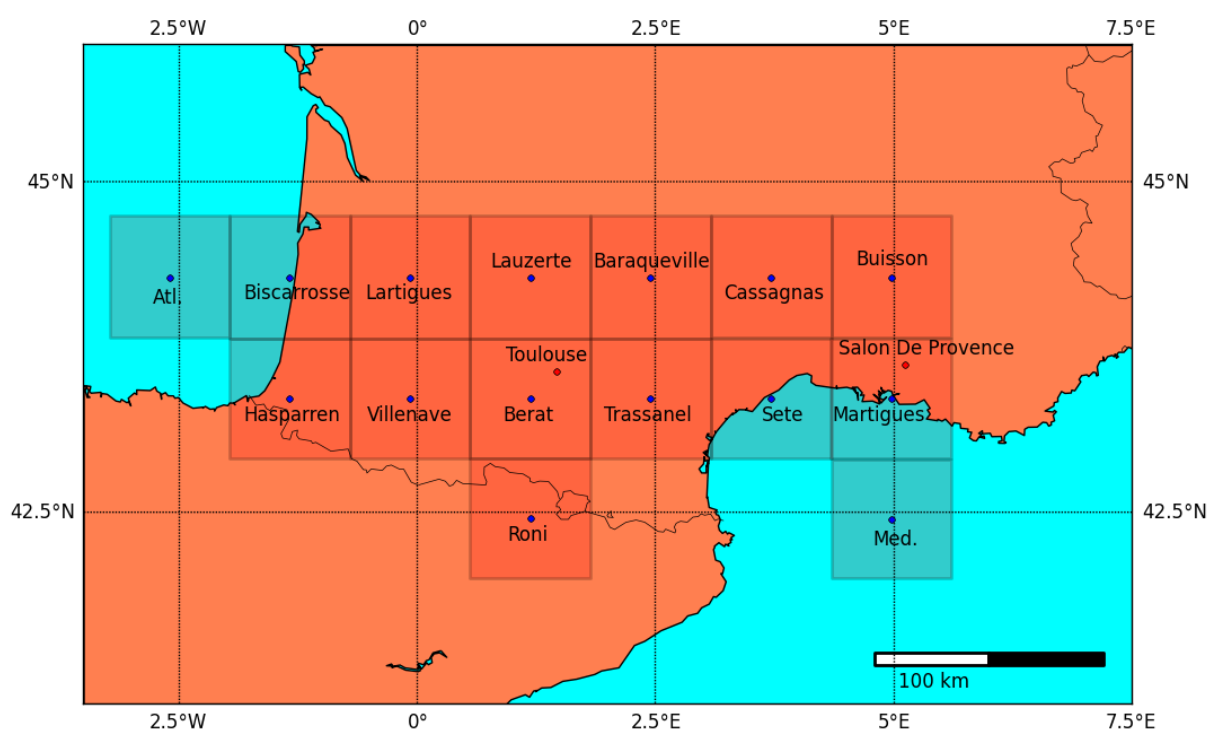 2.5°W 0° 2.5°E 5°E 7.5°E
45°N 45°N
Lauzerte Baraqueville Buisson
Atl. Biscarrosse Lartigues Cassagnas
Toulouse Salon De Provence
Hasparren Villenave Berat Trassanel Sete Martigues
42.5°N 42.5°N
Roni Med.
100 km
2.5°W 0° 2.5°E 5°E 7.5°E